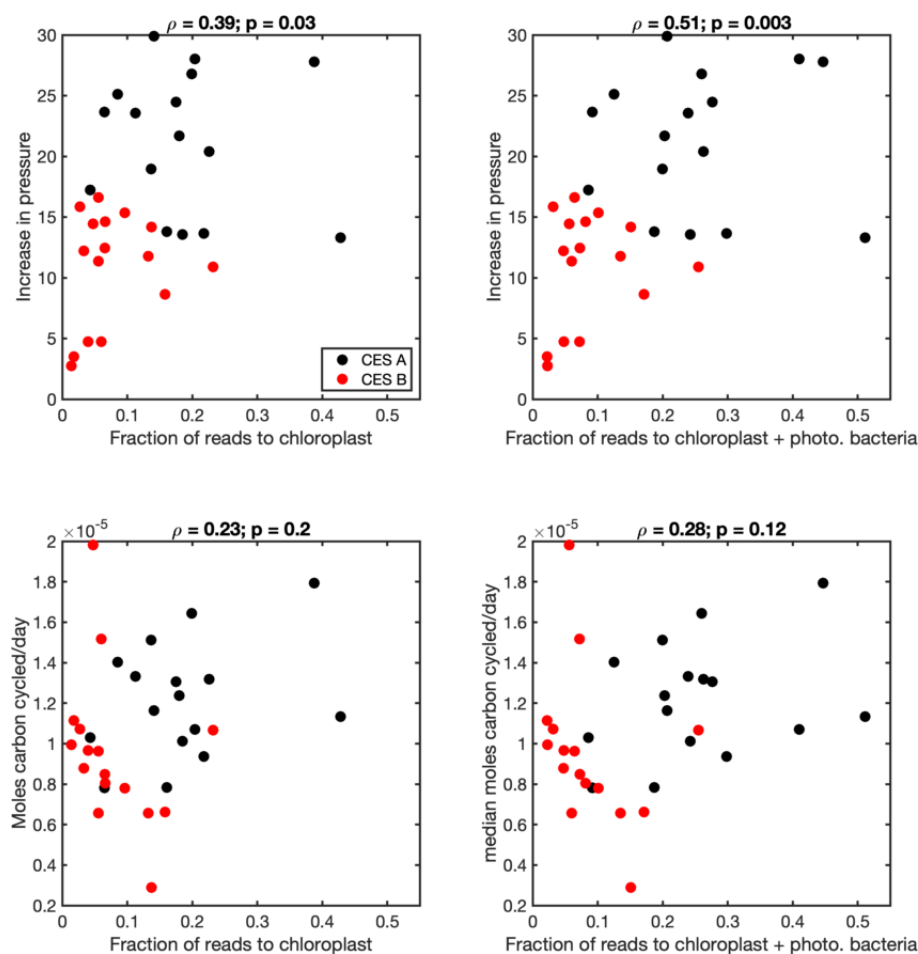 ρ = 0.39; p = 0.03
30
25
20
15
10
5
0
Increase in pressure
CES A
CES B
0 0.1 0.2 0.3 0.4 0.5
Fraction of reads to chloroplast
ρ = 0.51; p = 0.003
30
25
20
15
10
5
0
Increase in pressure
0 0.1 0.2 0.3 0.4 0.5
Fraction of reads to chloroplast + photo. bacteria
×10⁻⁵
ρ = 0.23; p = 0.2
2
1.8
1.6
1.4
1.2
1
0.8
0.6
0.4
0.2
Moles carbon cycled/day
0 0.1 0.2 0.3 0.4 0.5
Fraction of reads to chloroplast
×10⁻⁵
ρ = 0.28; p = 0.12
2
1.8
1.6
1.4
1.2
1
0.8
0.6
0.4
0.2
median moles carbon cycled/day
0 0.1 0.2 0.3 0.4 0.5
Fraction of reads to chloroplast + photo. bacteria